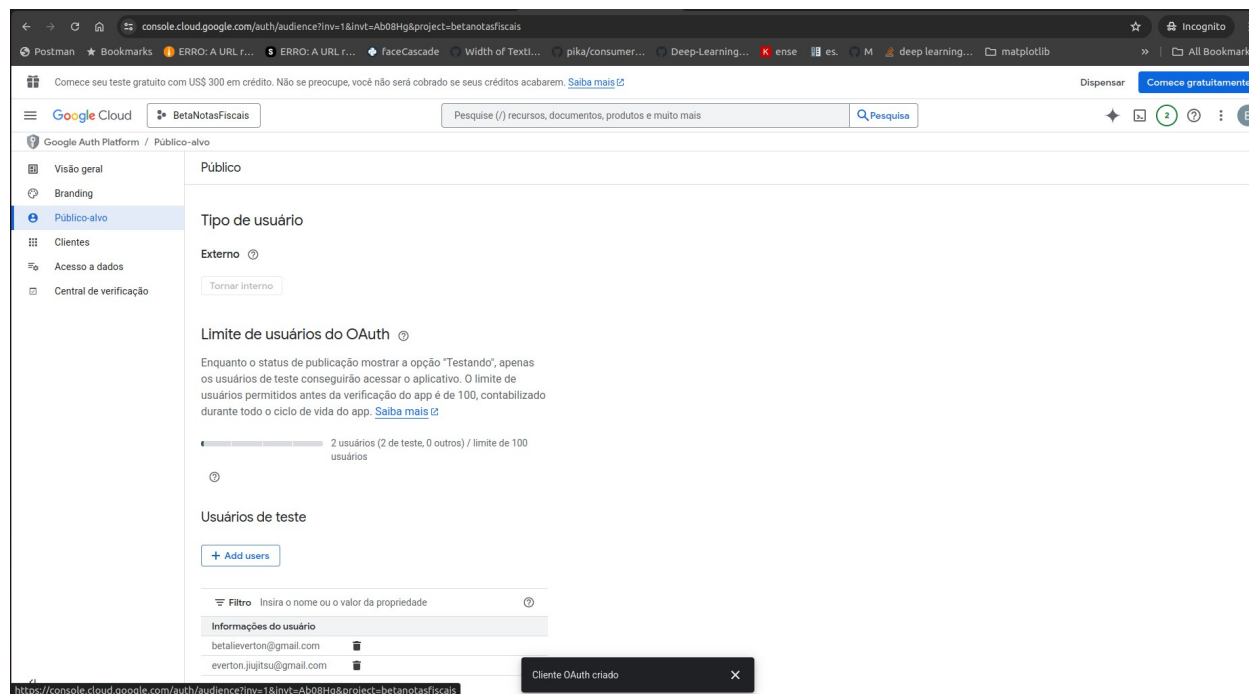 console.cloud.google.com/auth/audience?inv=1&invt=Ab08Hg&project=betanotasfiscais
Incognito
Postman
Bookmarks
ERRO: A URL r...
ERRO: A URL r...
faceCascade
Width of TextI...
pika/consumer...
Deep-Learning...
K ense
es.
M
deep learning...
matplotlib
»
All Bookmark
Comece seu teste gratuito com US$ 300 em crédito. Não se preocupe, você não será cobrado se seus créditos acabarem. Saiba mais
Dispensar
Comece gratuitamente
Google Cloud
BetaNotasFiscais
Pesquise (/) recursos, documentos, produtos e muito mais
Pesquisa
2
Google Auth Platform / Público-alvo
Visão geral
Branding
Público-alvo
Clientes
Acesso a dados
Central de verificação
Público
Tipo de usuário
Externo
Tornar interno
Limite de usuários do OAuth
Enquanto o status de publicação mostrar a opção "Testando", apenas
os usuários de teste conseguirão acessar o aplicativo. O limite de
usuários permitidos antes da verificação do app é de 100, contabilizado
durante todo o ciclo de vida do app. Saiba mais
2 usuários (2 de teste, 0 outros) / limite de 100
usuários
Usuários de teste
+ Add users
Filtro Insira o nome ou o valor da propriedade
Informações do usuário
betalieverton@gmail.com
everton.jiujitsu@gmail.com
Cliente OAuth criado
https://console.cloud.google.com/auth/audience?inv=1&invt=Ab08Hg&project=betanotasfiscais